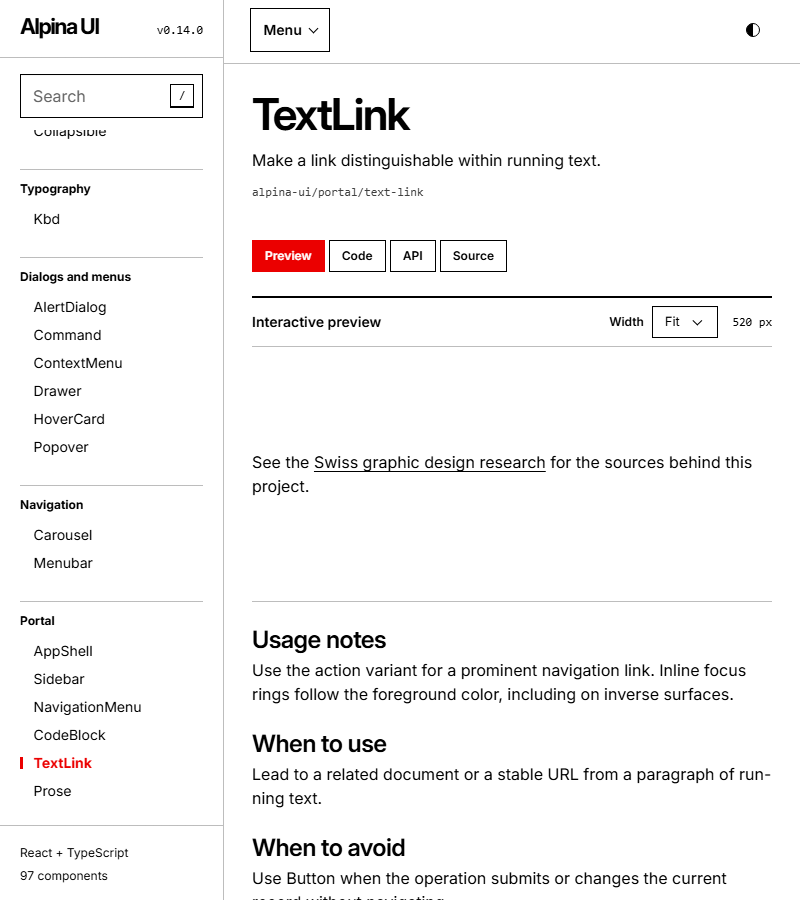 Alpina UI
v0.14.0
Search
/
Collapsible
Typography
Kbd
Dialogs and menus
AlertDialog
Command
ContextMenu
Drawer
HoverCard
Popover
Navigation
Carousel
Menubar
Portal
AppShell
Sidebar
NavigationMenu
CodeBlock
TextLink
Prose
React + TypeScript
97 components
Menu
TextLink
Make a link distinguishable within running text.
alpina-ui/portal/text-link
Preview
Code
API
Source
Interactive preview
Width
Fit
520 px
See the Swiss graphic design research for the sources behind this
project.
Usage notes
Use the action variant for a prominent navigation link. Inline focus
rings follow the foreground color, including on inverse surfaces.
When to use
Lead to a related document or a stable URL from a paragraph of run-
ning text.
When to avoid
Use Button when the operation submits or changes the current
record without navigating.